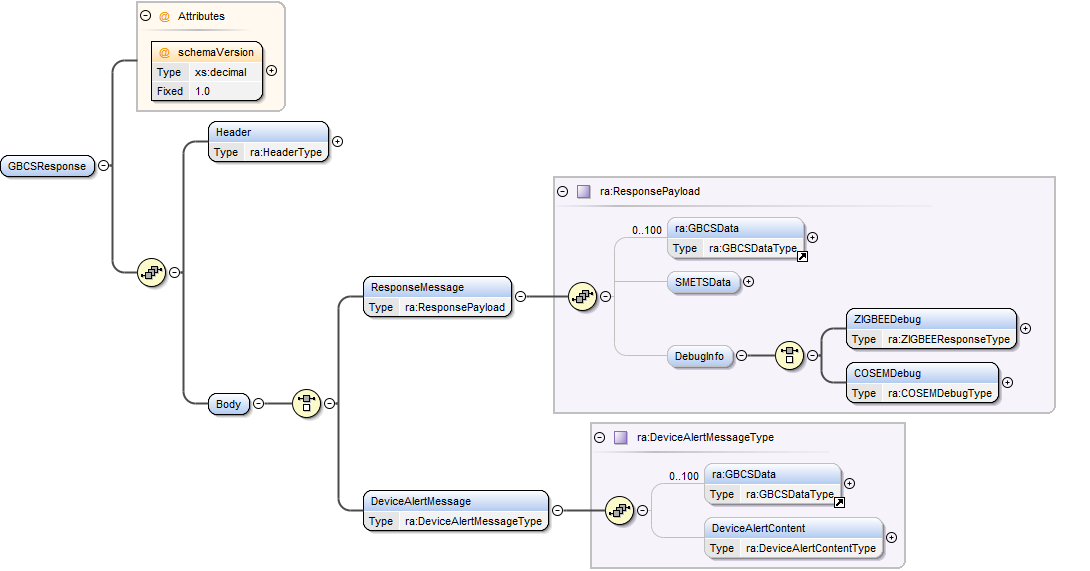 @ Attributes
@ schemaVersion
Type xs:decimal
Fixed 1.0
GBCSResponse
Header
Type ra:HeaderType
ra:ResponsePayload
0..100
ra:GBCSData
Type ra:GBCSDataType
SMETSData
ResponseMessage
Type ra:ResponsePayload
DebugInfo
ZIGBEEDebug
Type ra:ZIGBEEResponseType
COSEMDebug
Type ra:COSEMDebugType
Body
ra:DeviceAlertMessageType
0..100
ra:GBCSData
Type ra:GBCSDataType
DeviceAlertMessage
Type ra:DeviceAlertMessageType
DeviceAlertContent
Type ra:DeviceAlertContentType